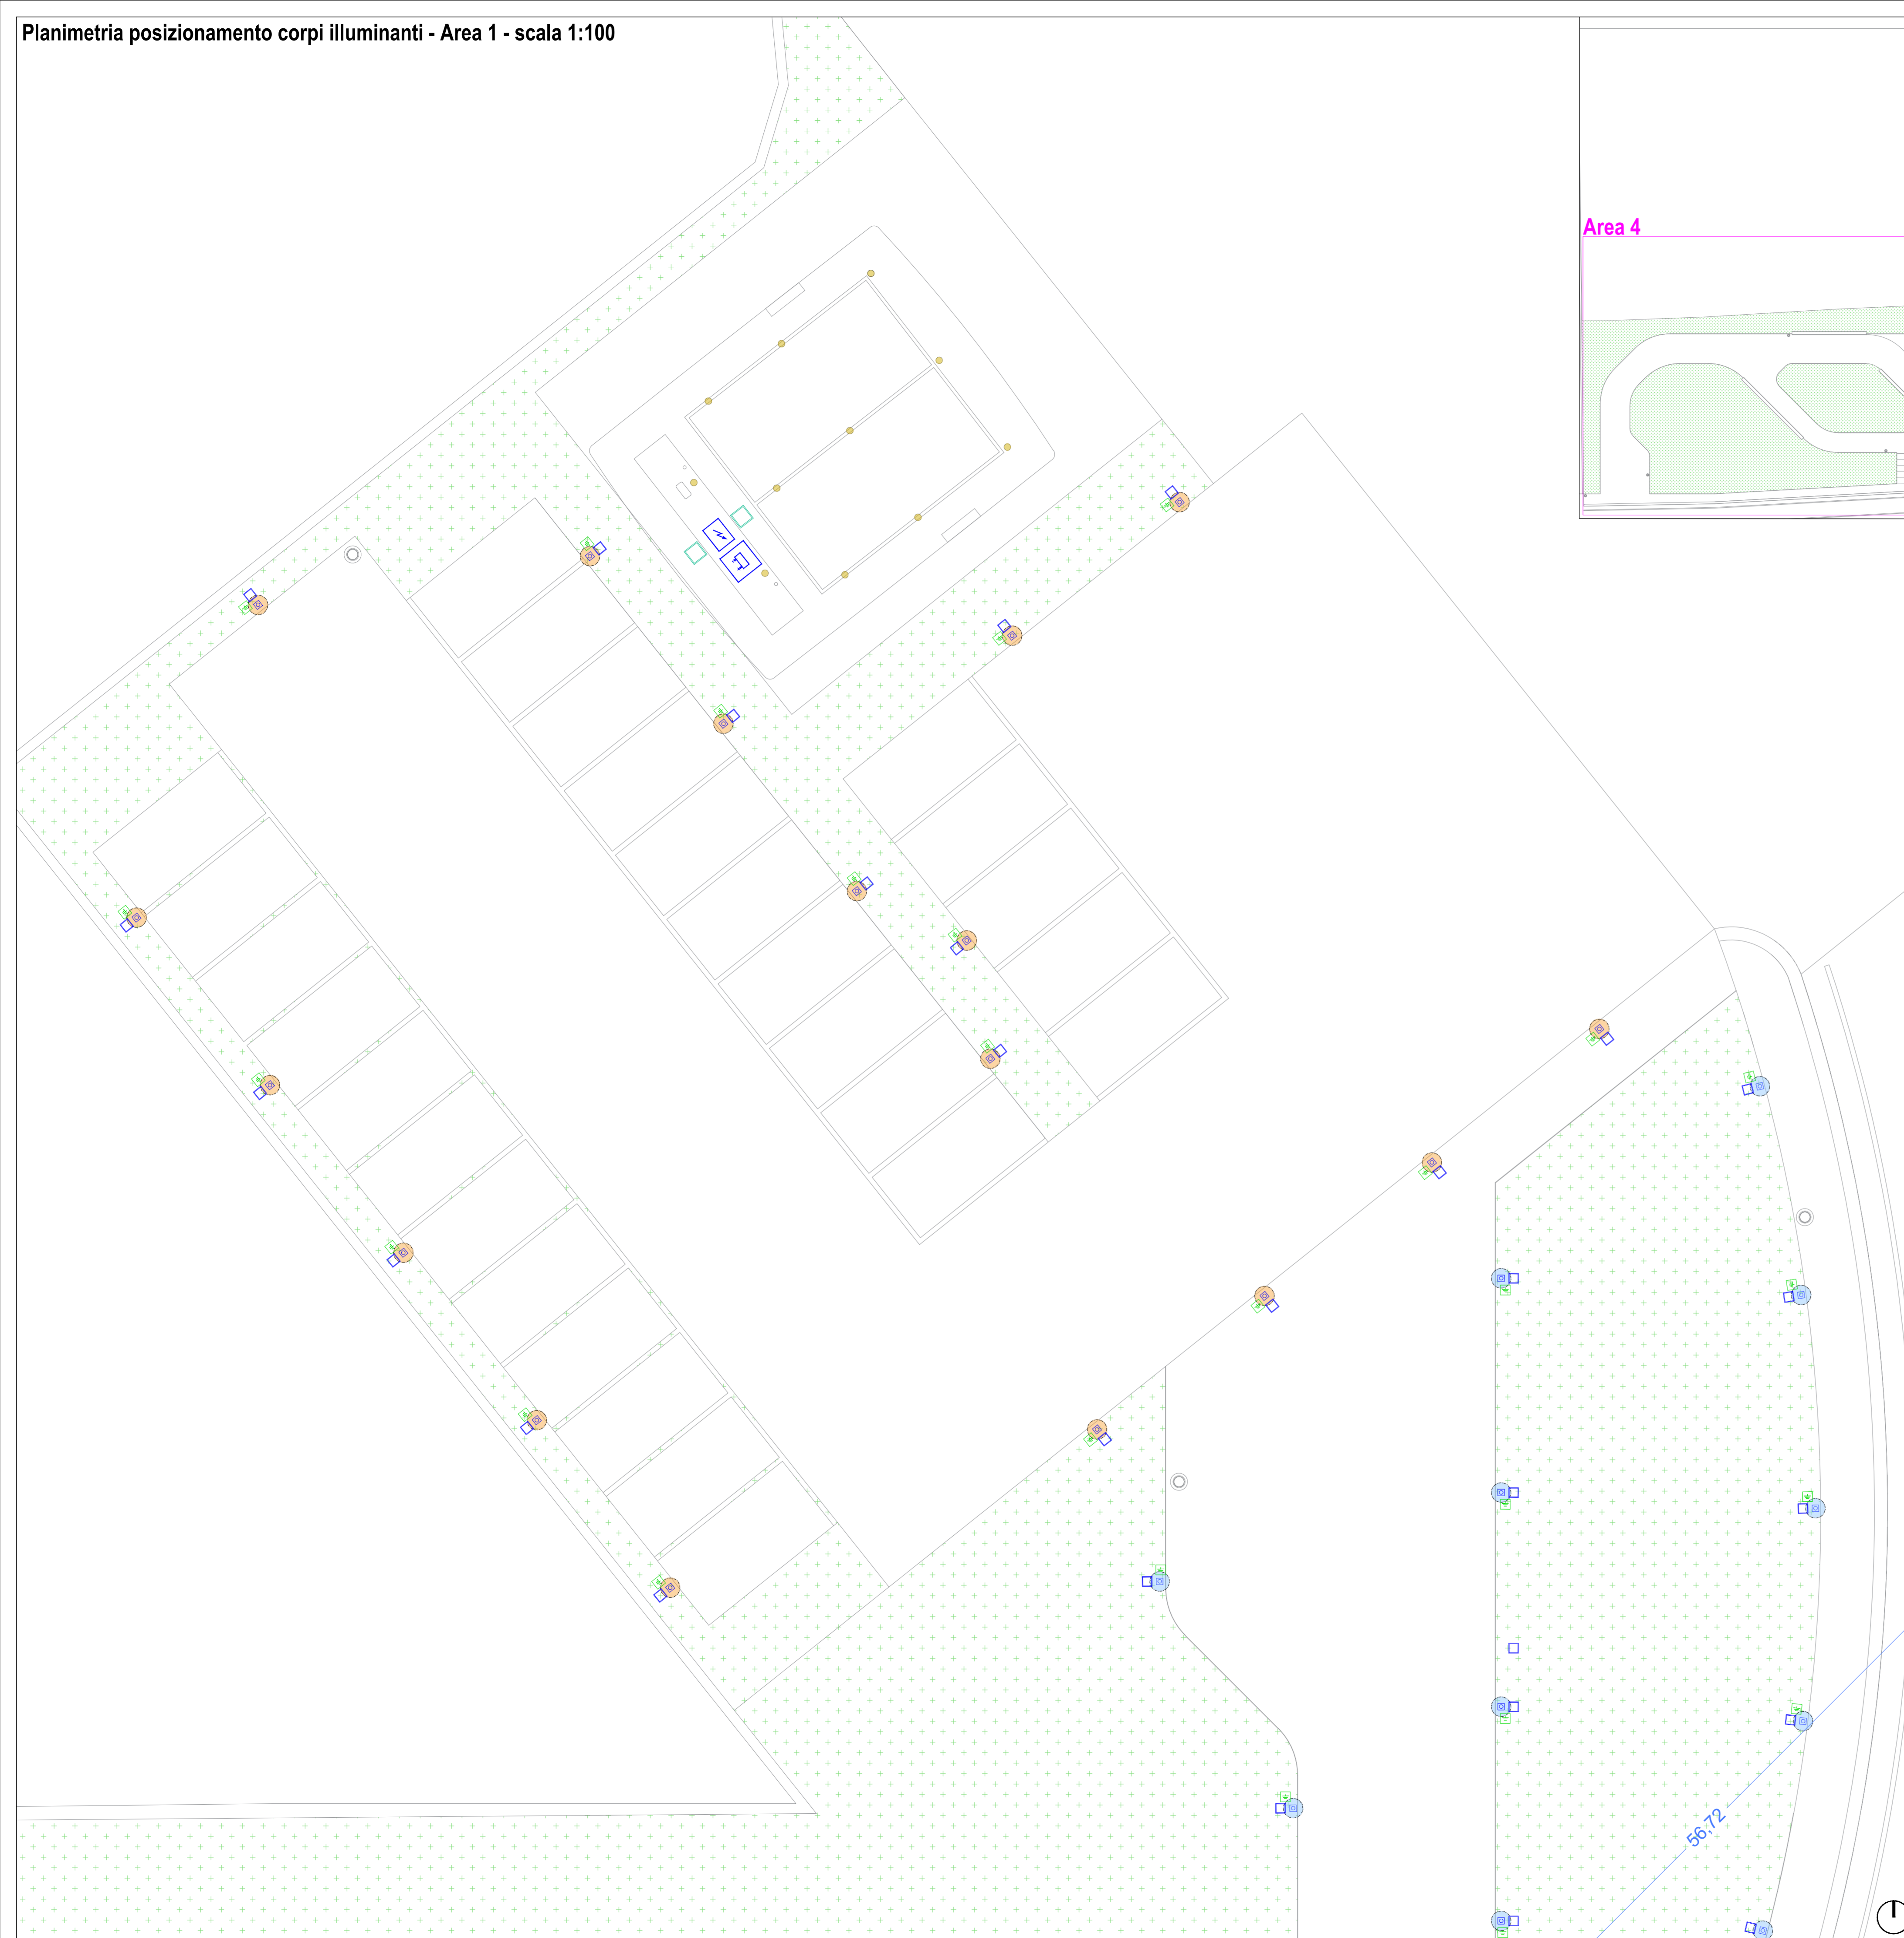 Planimetria posizionamento corpi illuminanti - Area 1 - scala 1:100
Area 4
56,72